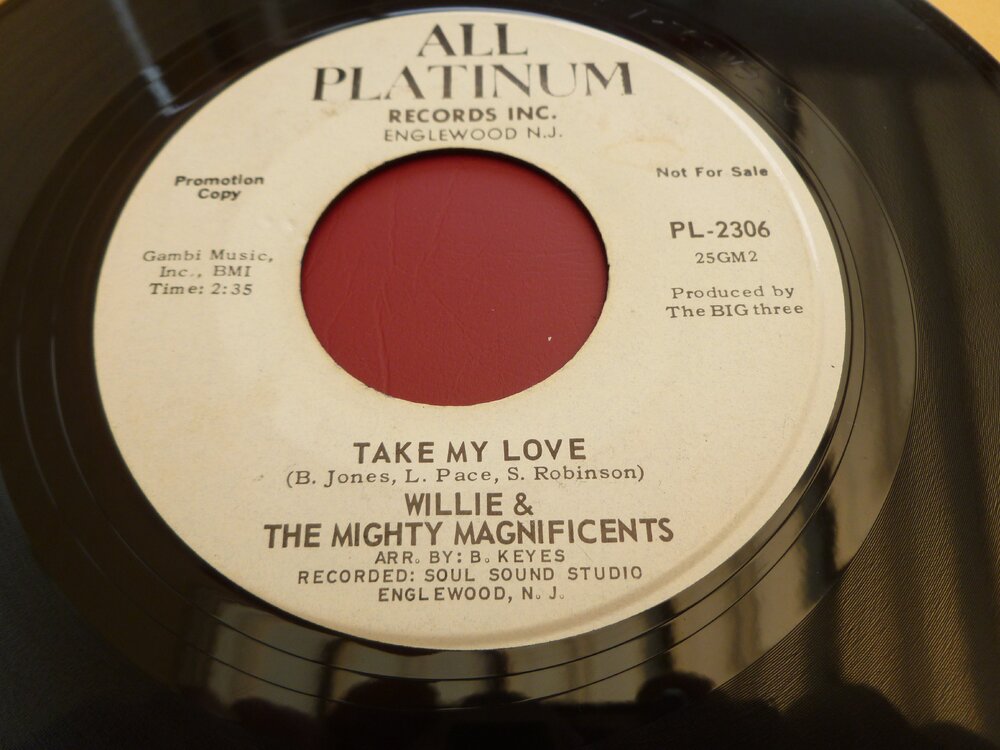 ALL
PLATINUM
RECORDS INC.
ENGLEWOOD N.J.
Promotion
Copy
Not For Sale
Gambi Music,
Inc., BMI
Time: 2:35
PL-2306
25GM2
Produced by
The BIG three
TAKE MY LOVE
(B. Jones, L. Pace, S. Robinson)
WILLIE &
THE MIGHTY MAGNIFICENTS
ARR. BY: B. KEYES
RECORDED: SOUL SOUND STUDIO
ENGLEWOOD, N. J.